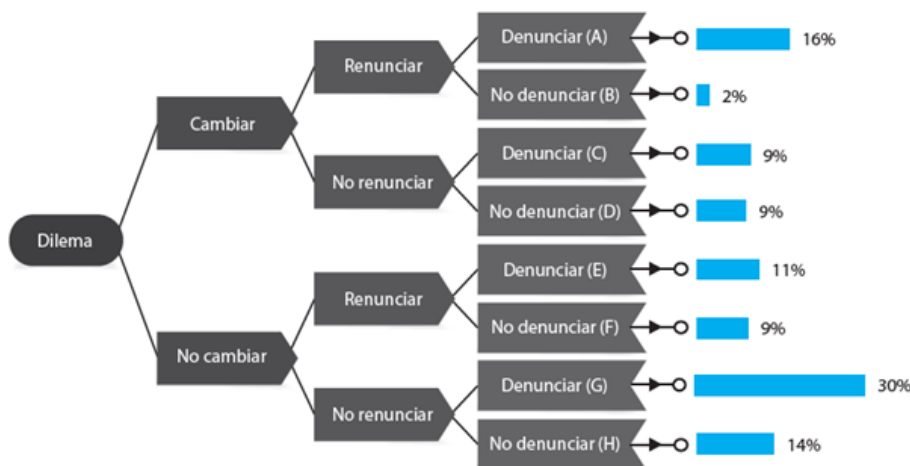 Denunciar (A)
16%
Renunciar
No denunciar (B)
2%
Cambiar
Denunciar (C)
9%
No renunciar
No denunciar (D)
9%
Dilema
Denunciar (E)
11%
Renunciar
No denunciar (F)
9%
No cambiar
Denunciar (G)
30%
No renunciar
No denunciar (H)
14%